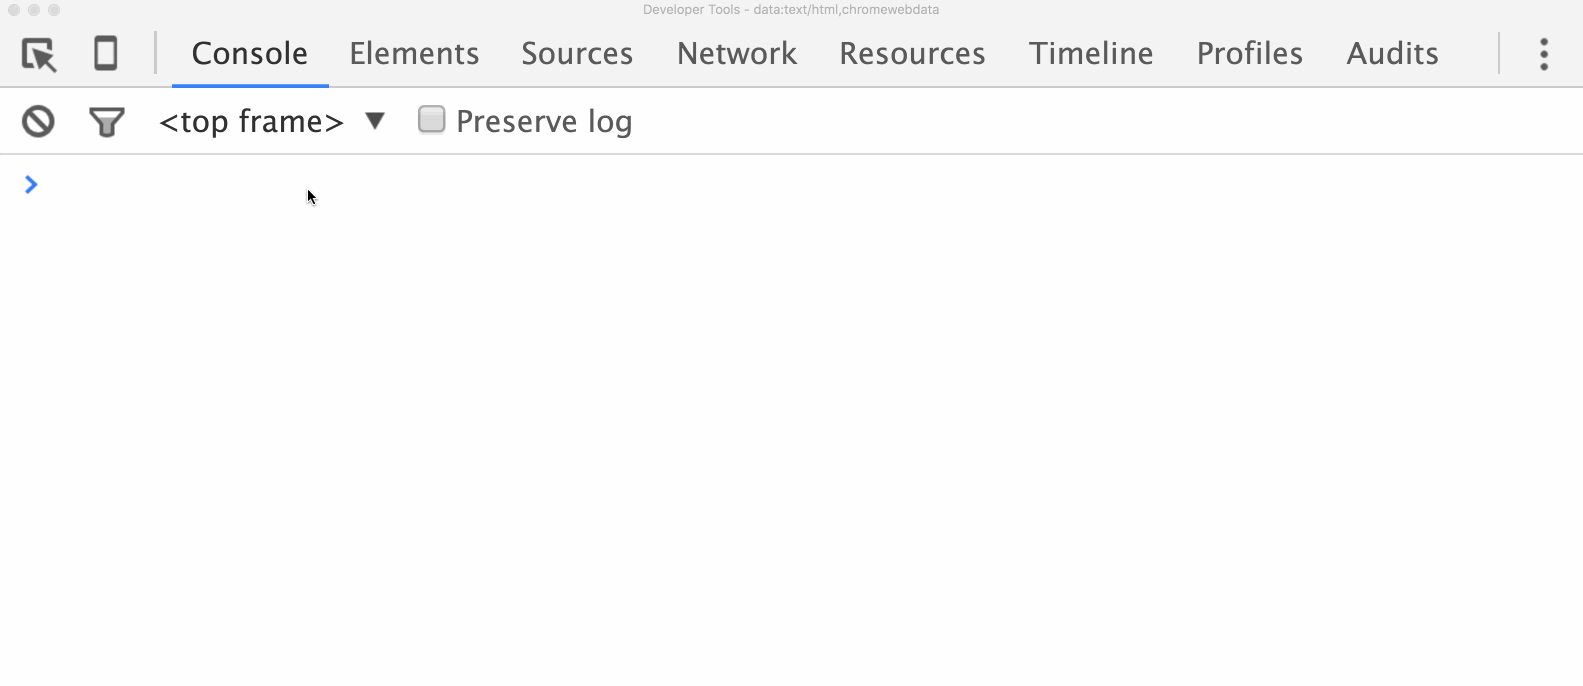 Developer Tools - data:text/html,chromewebdata
Console Elements Sources Network Resources Timeline Profiles Audits
<top frame> ▼ Preserve log